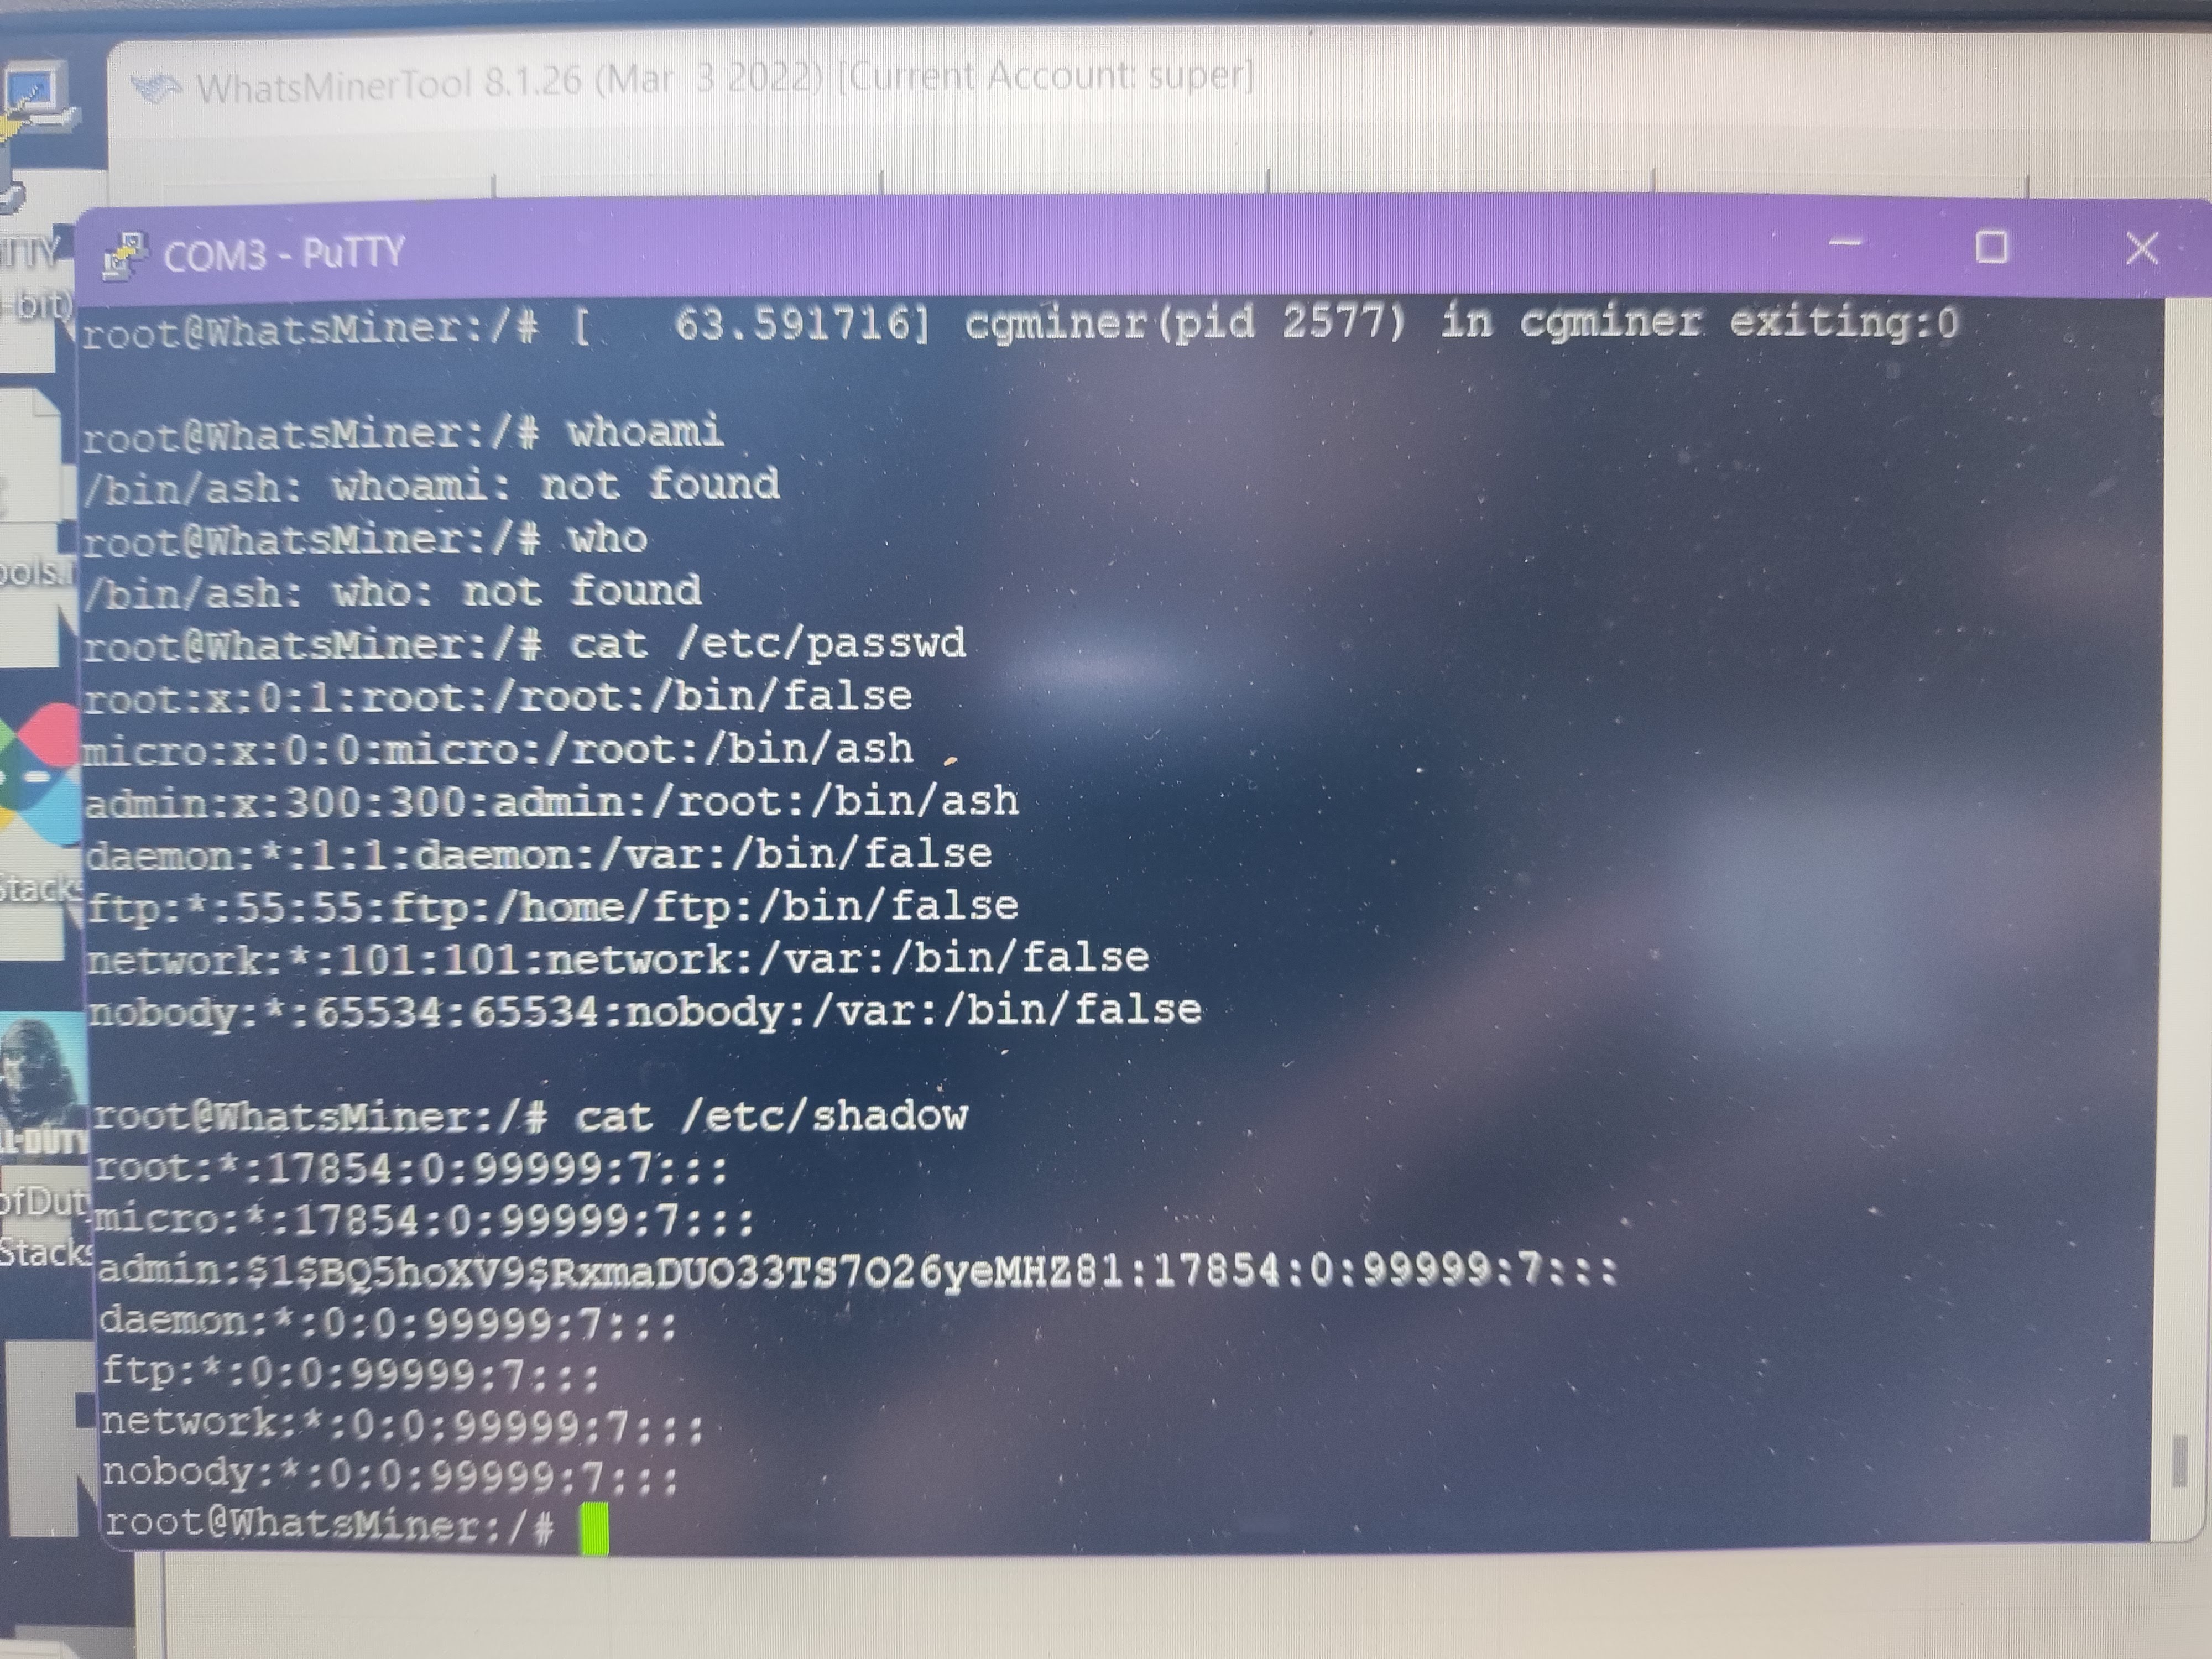 WhatsMinerTool 8.1.26 (Mar  3 2022) [Current Account: super]
COM3 - PuTTY
root@WhatsMiner:/# [   63.591716] cgminer(pid 2577) in cgminer exiting:0
root@WhatsMiner:/# whoami
/bin/ash: whoami: not found
root@WhatsMiner:/# who
/bin/ash: who: not found
root@WhatsMiner:/# cat /etc/passwd
root:x:0:1:root:/root:/bin/false
micro:x:0:0:micro:/root:/bin/ash
admin:x:300:300:admin:/root:/bin/ash
daemon:*:1:1:daemon:/var:/bin/false
ftp:*:55:55:ftp:/home/ftp:/bin/false
network:*:101:101:network:/var:/bin/false
nobody:*:65534:65534:nobody:/var:/bin/false
root@WhatsMiner:/# cat /etc/shadow
root:*:17854:0:99999:7:::
micro:*:17854:0:99999:7:::
admin:$1$BQ5hoXV9$RxmaDUO33TS7O26yeMHZ81:17854:0:99999:7:::
daemon:*:0:0:99999:7:::
ftp:*:0:0:99999:7:::
network:*:0:0:99999:7:::
nobody:*:0:0:99999:7:::
root@WhatsMiner:/#
TTY
bit)
ools.
Stacks
L·DUTY
ofDut
Stacks